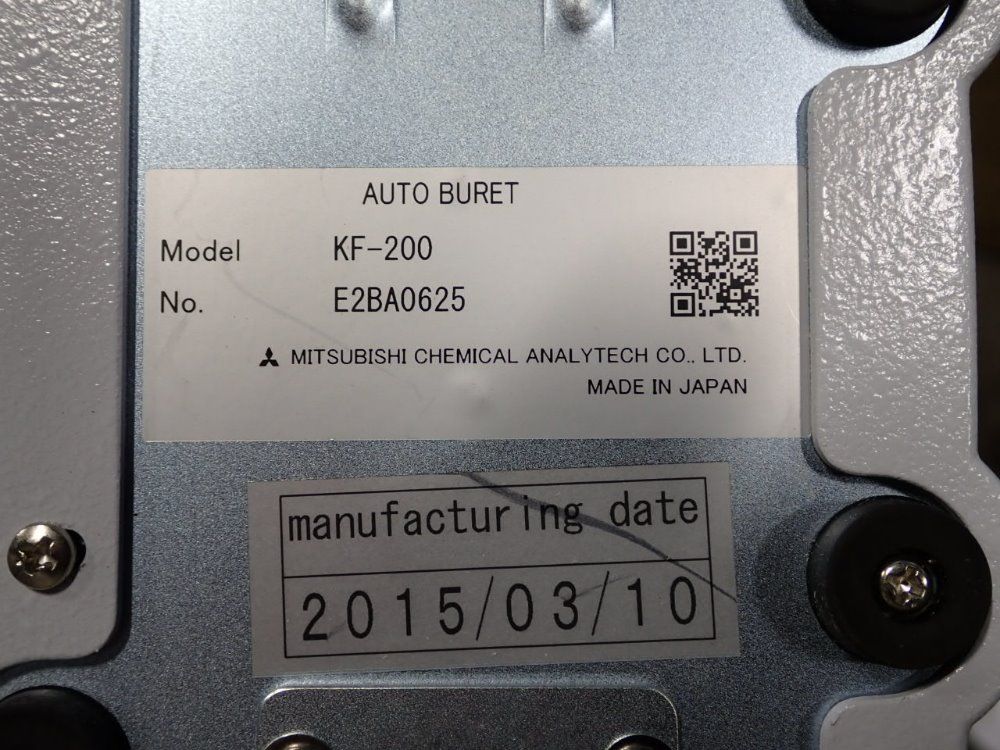 AUTO BURET
Model KF-200
No. E2BA0625
MITSUBISHI CHEMICAL ANALYTECH CO., LTD.
MADE IN JAPAN
manufacturing date
2015/03/10